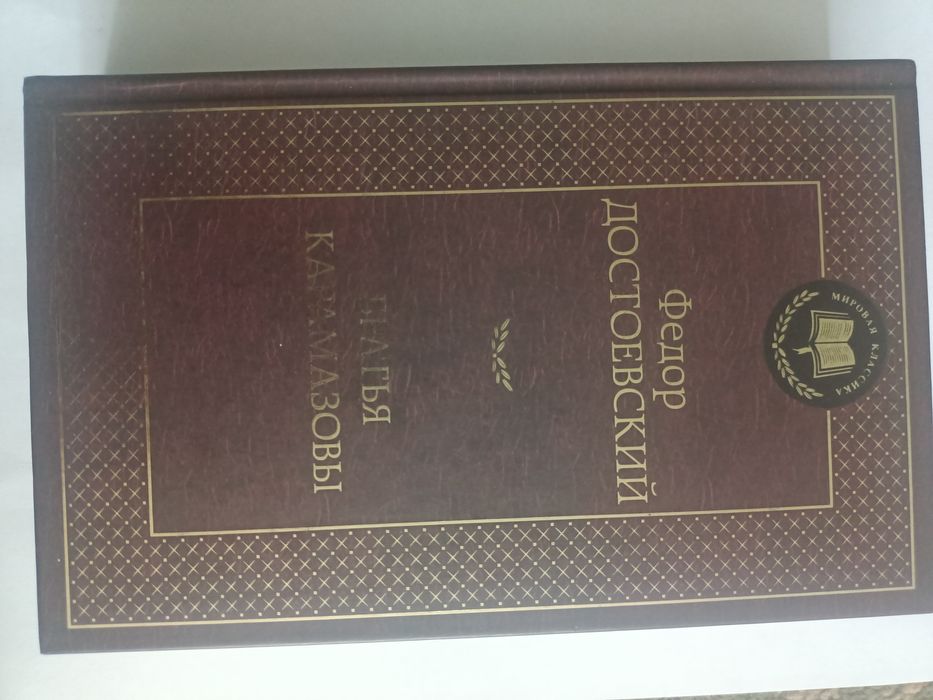 МИРОВАЯ КЛАССИКА
Федор
ДОСТОЕВСКИЙ
БРАТЬЯ
КАРАМАЗОВЫ